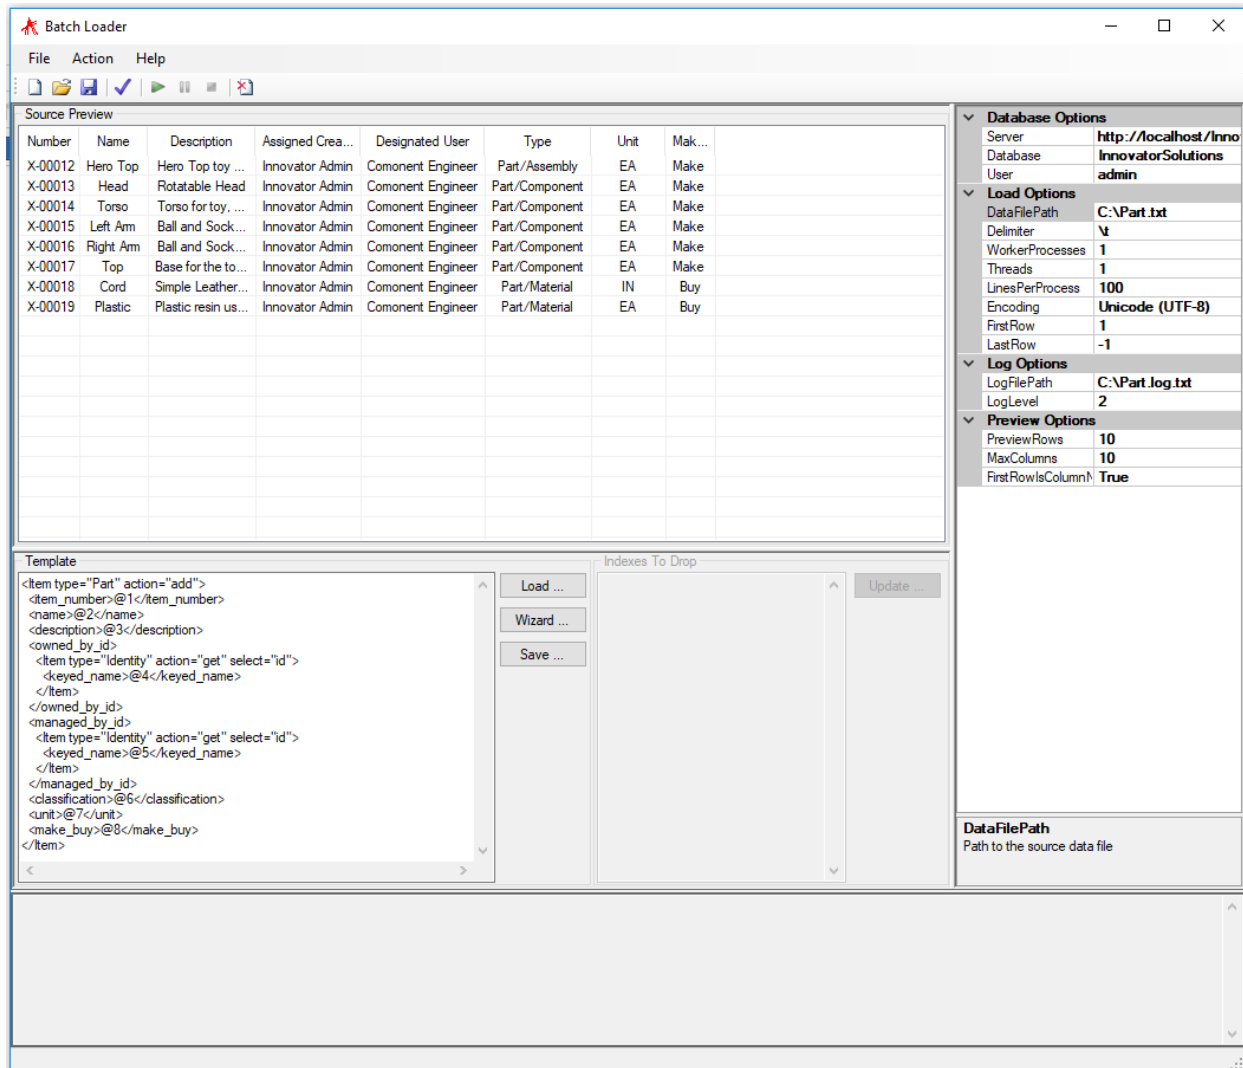 Batch Loader
File Action Help
Source Preview
Number Name Description Assigned Crea... Designated User Type Unit Mak...
X-00012 Hero Top Hero Top toy ... Innovator Admin Comonent Engineer Part/Assembly EA Make
X-00013 Head Rotatable Head Innovator Admin Comonent Engineer Part/Component EA Make
X-00014 Torso Torso for toy, ... Innovator Admin Comonent Engineer Part/Component EA Make
X-00015 Left Arm Ball and Sock... Innovator Admin Comonent Engineer Part/Component EA Make
X-00016 Right Arm Ball and Sock... Innovator Admin Comonent Engineer Part/Component EA Make
X-00017 Top Base for the to... Innovator Admin Comonent Engineer Part/Component EA Make
X-00018 Cord Simple Leather... Innovator Admin Comonent Engineer Part/Material IN Buy
X-00019 Plastic Plastic resin us... Innovator Admin Comonent Engineer Part/Material EA Buy
Database Options
Server http://localhost/Inno
Database InnovatorSolutions
User admin
Load Options
DataFilePath C:\Part.txt
Delimiter \t
WorkerProcesses 1
Threads 1
LinesPerProcess 100
Encoding Unicode (UTF-8)
FirstRow 1
LastRow -1
Log Options
LogFilePath C:\Part.log.txt
LogLevel 2
Preview Options
PreviewRows 10
MaxColumns 10
FirstRowIsColumnN True
Template
<Item type="Part" action="add">
<item_number>@1</item_number>
<name>@2</name>
<description>@3</description>
<owned_by_id>
<Item type="Identity" action="get" select="id">
<keyed_name>@4</keyed_name>
</Item>
</owned_by_id>
<managed_by_id>
<Item type="Identity" action="get" select="id">
<keyed_name>@5</keyed_name>
</Item>
</managed_by_id>
<classification>@6</classification>
<unit>@7</unit>
<make_buy>@8</make_buy>
</Item>
Load ...
Wizard ...
Save ...
Indexes To Drop
Update ...
DataFilePath
Path to the source data file